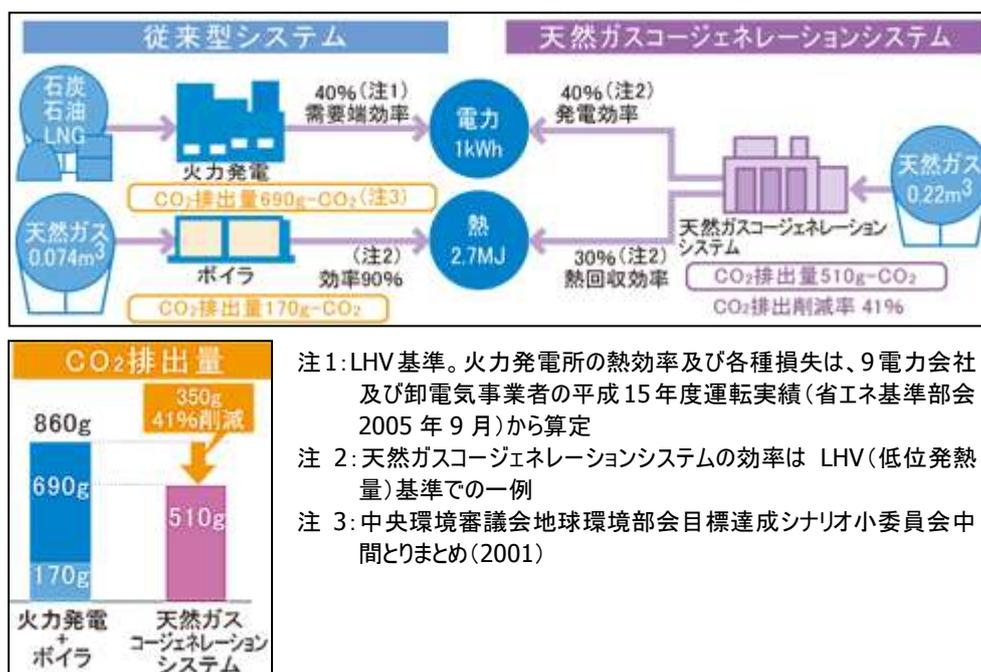 従来型システム
天然ガスコージェネレーションシステム
石炭
石油
LNG
火力発電
40%(注1)
需要端効率
CO₂排出量690g-CO₂(注3)
電力
1kWh
40%(注2)
発電効率
天然ガス
0.074m³
ボイラ
(注2)
効率90%
CO₂排出量170g-CO₂
熱
2.7MJ
30%(注2)
熱回収効率
天然ガスコージェネレーション
システム
天然ガス
0.22m³
CO₂排出量510g-CO₂
CO₂排出削減率 41%
CO₂排出量
350g
41%削減
860g
690g
170g
510g
火力発電
+
ボイラ
天然ガス
コージェネレーション
システム
注1:LHV基準。火力発電所の熱効率及び各種損失は、9電力会社
及び卸電気事業者の平成15年度運転実績(省エネ基準部会
2005年9月)から算定
注 2:天然ガスコージェネレーションシステムの効率は LHV(低位発熱
量)基準での一例
注 3:中央環境審議会地球環境部会目標達成シナリオ小委員会中
間とりまとめ(2001)